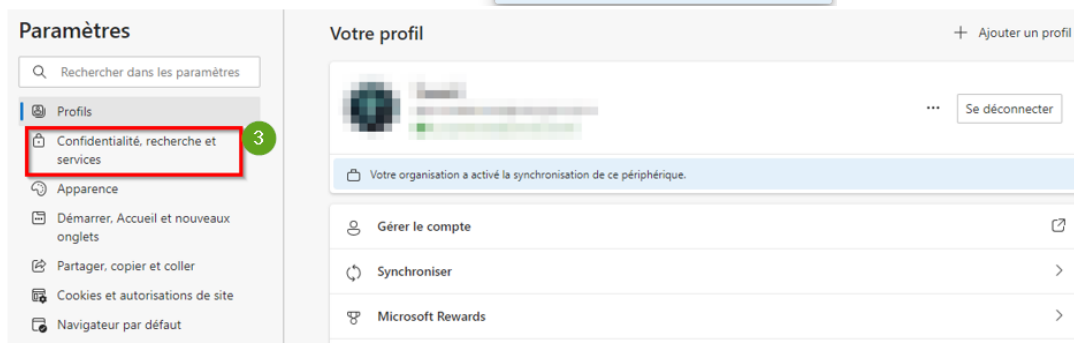 Paramètres
Rechercher dans les paramètres
Profils
Confidentialité, recherche et
services
3
Apparence
Démarrer, Accueil et nouveaux
onglets
Partager, copier et coller
Cookies et autorisations de site
Navigateur par défaut
Votre profil
Ajouter un profil
Se déconnecter
Votre organisation a activé la synchronisation de ce périphérique.
Gérer le compte
Synchroniser
Microsoft Rewards